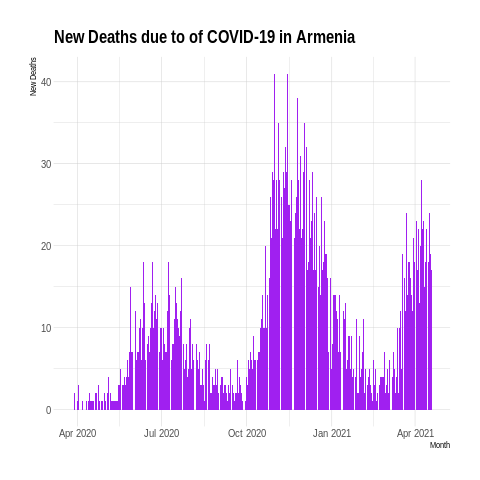 New Deaths due to of COVID-19 in Armenia
New Deaths
40
30
20
10
0
Apr 2020 Jul 2020 Oct 2020 Jan 2021 Apr 2021
Month